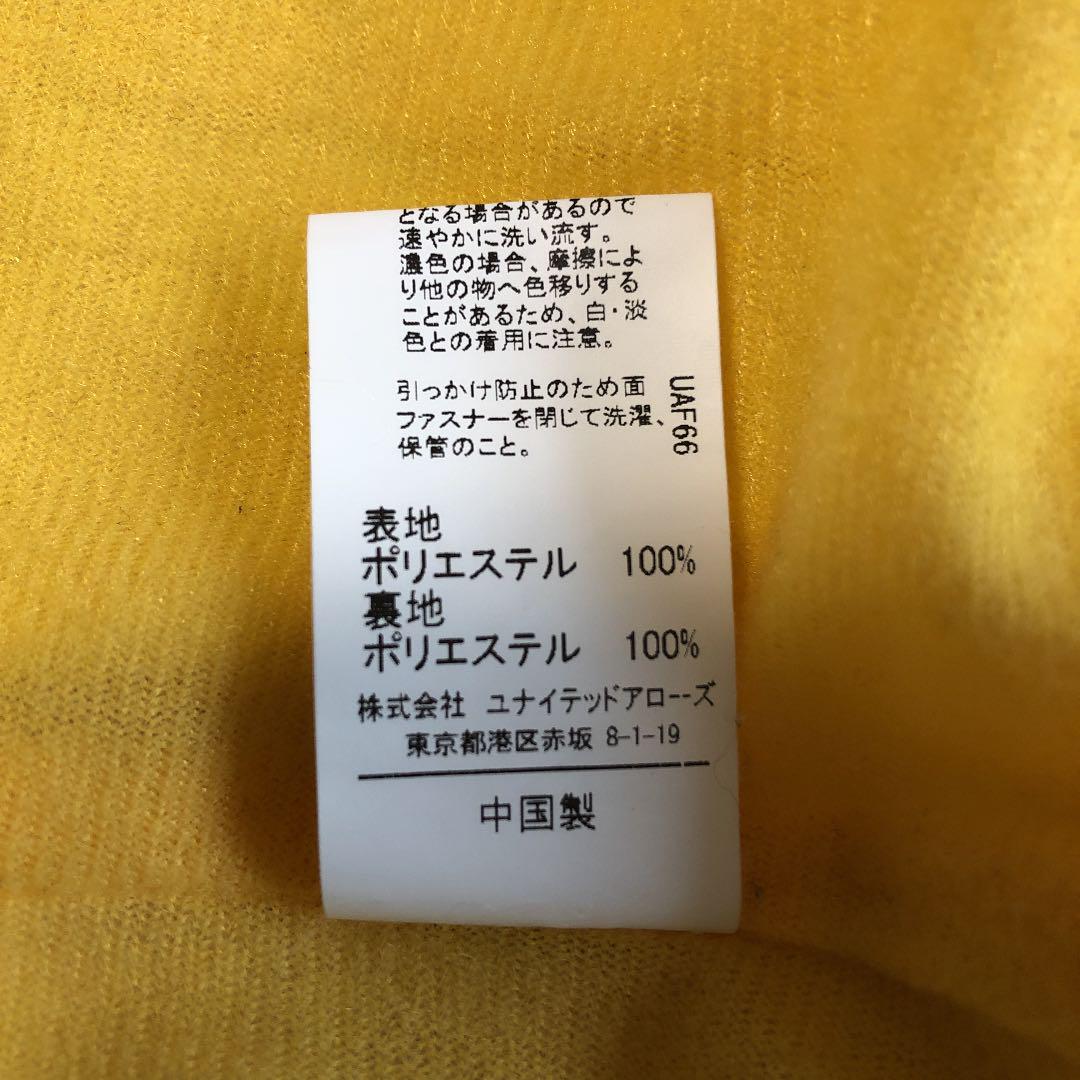 となる場合があるので
速やかに洗い流す。
濃色の場合、摩擦によ
り他の物へ色移りする
ことがあるため、白・淡
色との着用に注意。
引っかけ防止のため面
ファスナーを閉じて洗濯、
保管のこと。
UAF66
表地
ポリエステル 100%
裏地
ポリエステル 100%
株式会社 ユナイテッドアローズ
東京都港区赤坂 8-1-19
中国製